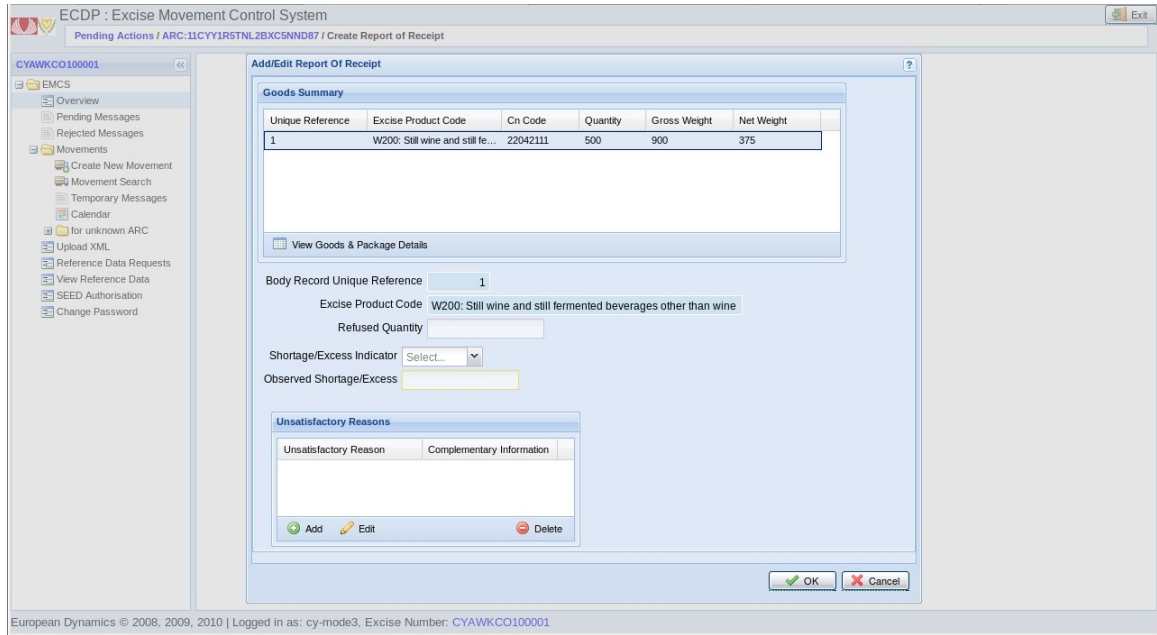 ECDP : Excise Movement Control System
Exit
Pending Actions / ARC:11CYY1R5TNL2BXC5NND87 / Create Report of Receipt
CYAWKCO100001
EMCS
Overview
Pending Messages
Rejected Messages
Movements
Create New Movement
Movement Search
Temporary Messages
Calendar
for unknown ARC
Upload XML
Reference Data Requests
View Reference Data
SEED Authorisation
Change Password
Add/Edit Report Of Receipt
Goods Summary
Unique Reference Excise Product Code Cn Code Quantity Gross Weight Net Weight
1 W200: Still wine and still fe... 22042111 500 900 375
View Goods & Package Details
Body Record Unique Reference 1
Excise Product Code W200: Still wine and still fermented beverages other than wine
Refused Quantity
Shortage/Excess Indicator Select...
Observed Shortage/Excess
Unsatisfactory Reasons
Unsatisfactory Reason Complementary Information
Add Edit Delete
OK Cancel
European Dynamics © 2008, 2009, 2010 | Logged in as: cy-mode3, Excise Number: CYAWKCO100001